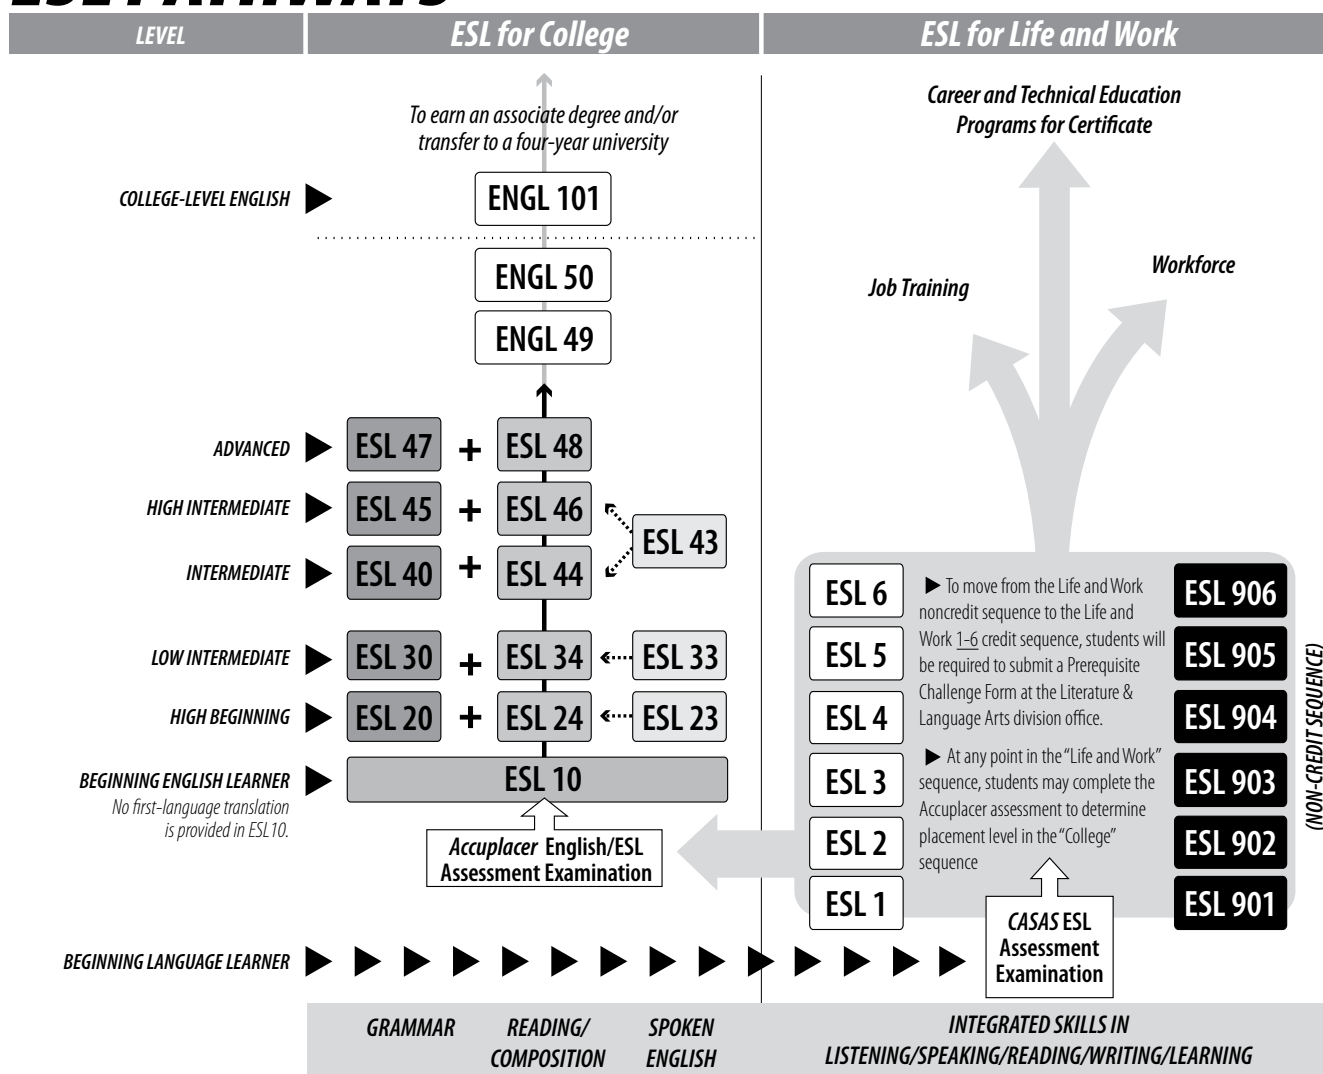 ESL PATHWAYS
LEVEL
ESL for College
ESL for Life and Work
To earn an associate degree and/or
transfer to a four-year university
COLLEGE-LEVEL ENGLISH
ENGL 101
ENGL 50
ENGL 49
ADVANCED
ESL 47 + ESL 48
HIGH INTERMEDIATE
ESL 45 + ESL 46
ESL 43
INTERMEDIATE
ESL 40 + ESL 44
LOW INTERMEDIATE
ESL 30 + ESL 34
ESL 33
HIGH BEGINNING
ESL 20 + ESL 24
ESL 23
BEGINNING ENGLISH LEARNER
No first-language translation
is provided in ESL10.
ESL 10
Accuplacer English/ESL
Assessment Examination
BEGINNING LANGUAGE LEARNER
Career and Technical Education
Programs for Certificate
Job Training
Workforce
ESL 6
ESL 5
ESL 4
ESL 3
ESL 2
ESL 1
To move from the Life and Work
noncredit sequence to the Life and
Work 1-6 credit sequence, students will
be required to submit a Prerequisite
Challenge Form at the Literature &
Language Arts division office.
At any point in the “Life and Work”
sequence, students may complete the
Accuplacer assessment to determine
placement level in the “College”
sequence
CASAS ESL
Assessment
Examination
ESL 906
ESL 905
ESL 904
ESL 903
ESL 902
ESL 901
(NON-CREDIT SEQUENCE)
GRAMMAR
READING/
COMPOSITION
SPOKEN
ENGLISH
INTEGRATED SKILLS IN
LISTENING/SPEAKING/READING/WRITING/LEARNING